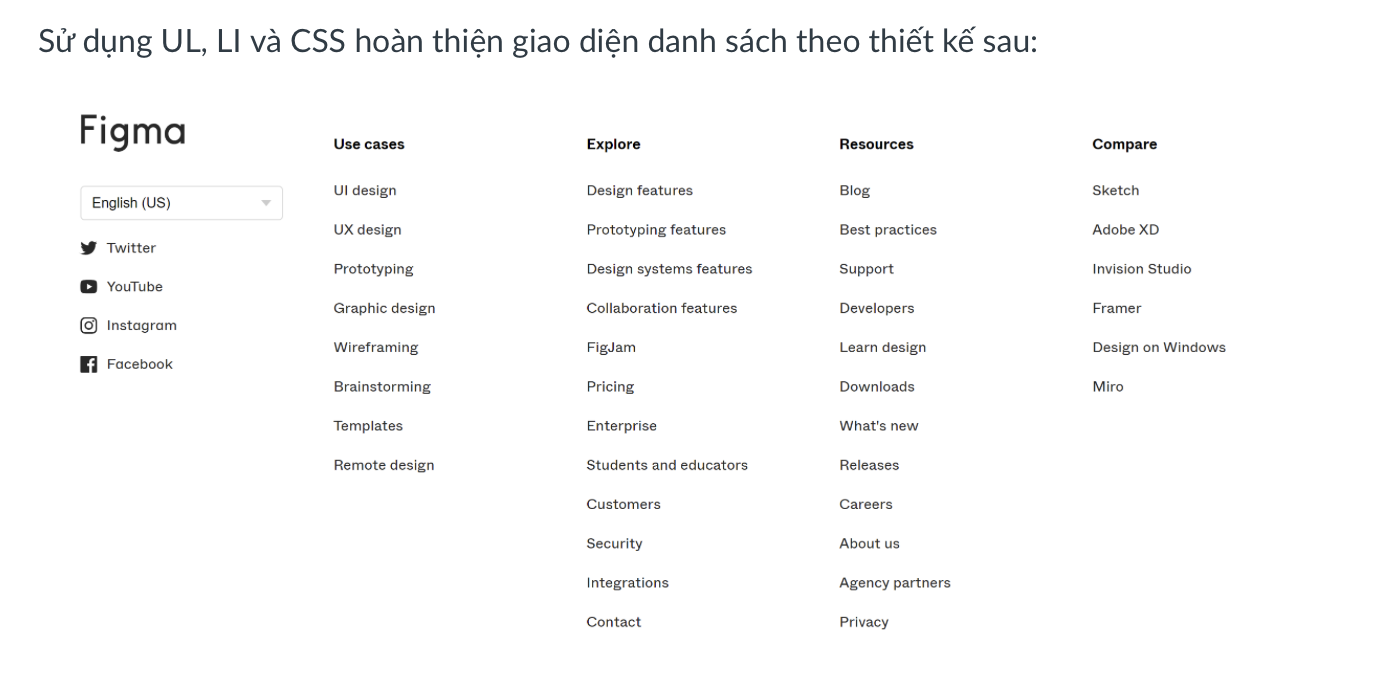 Sử dụng UL, LI và CSS hoàn thiện giao diện danh sách theo thiết kế sau:
Figma
English (US)
Twitter
YouTube
Instagram
Facebook
Use cases
UI design
UX design
Prototyping
Graphic design
Wireframing
Brainstorming
Templates
Remote design
Explore
Design features
Prototyping features
Design systems features
Collaboration features
FigJam
Pricing
Enterprise
Students and educators
Customers
Security
Integrations
Contact
Resources
Blog
Best practices
Support
Developers
Learn design
Downloads
What's new
Releases
Careers
About us
Agency partners
Privacy
Compare
Sketch
Adobe XD
Invision Studio
Framer
Design on Windows
Miro